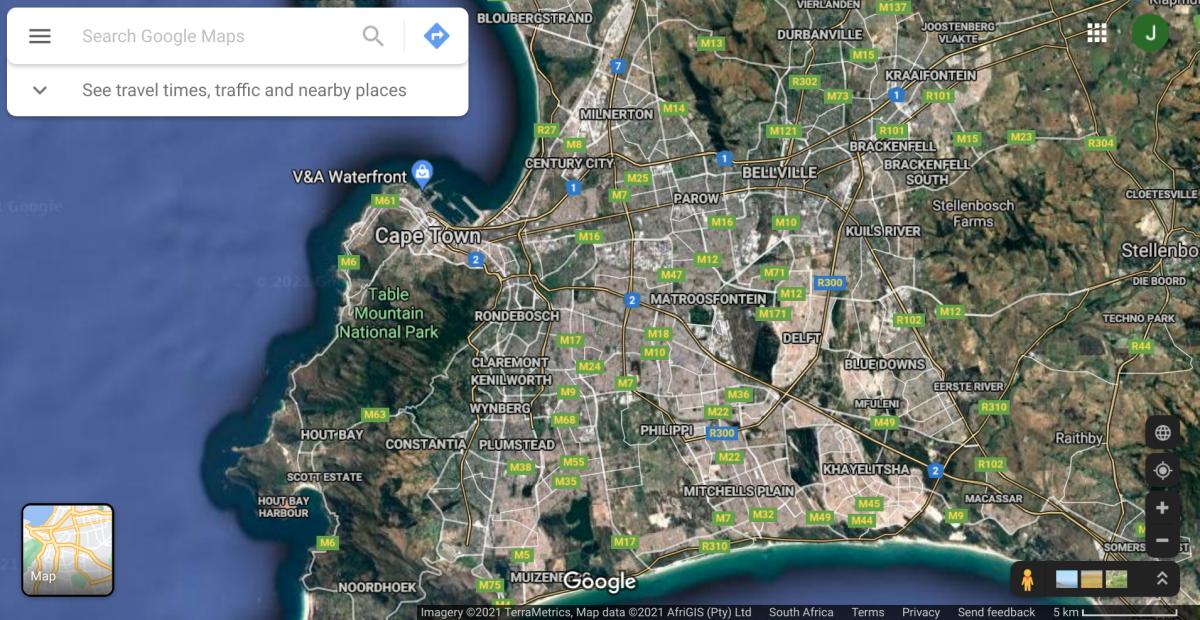 Search Google Maps
See travel times, traffic and nearby places
J
BLOUBERGSTRAND
VIERLANDEN
M137
DURBANVILLE
JOOSTENBERG
VLAKTE
M13
M15
7
R302
KRAAIFONTEIN
M73
1
R101
MILNERTON
M14
R27
M8
M121
R101
M15
M23
R304
BRACKENFELL
CENTURY CITY
1
BELLVILLE
BRACKENFELL
SOUTH
V&A Waterfront
M25
1
M7
PAROW
CLOETESVILLE
M61
Stellenbosch
Farms
M16
M10
Cape Town
M16
KUILS RIVER
2
M6
M12
Stellenbo
M47
M71
R300
DIE BOORD
Table
Mountain
National Park
2
MATROOSFONTEIN
M12
RONDEBOSCH
M171
R102
M12
TECHNO PARK
M17
M18
DELFT
R44
M10
CLAREMONT
M24
BLUE DOWNS
KENILWORTH
M7
M9
M36
EERSTE RIVER
WYNBERG
M22
MFULENI
R310
M63
M68
M49
HOUT BAY
PHILIPPI
R300
Raithby
CONSTANTIA
PLUMSTEAD
M22
M38
M55
KHAYELITSHA
2
R102
SCOTT ESTATE
M35
MITCHELLS PLAIN
MACASSAR
HOUT BAY
HARBOUR
M45
M7
M32
M49
M44
M9
M6
M17
R310
M5
Map
MUIZENE
Google
NOORDHOEK
M75
Imagery ©2021 TerraMetrics, Map data ©2021 AfriGIS (Pty) Ltd South Africa Terms Privacy Send feedback 5 km